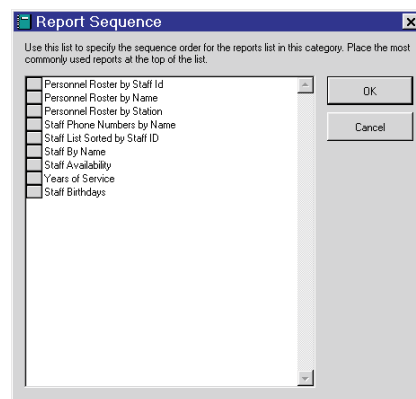 Report Sequence
Use this list to specify the sequence order for the reports list in this category. Place the most
commonly used reports at the top of the list.
Personnel Roster by Staff Id
Personnel Roster by Name
Personnel Roster by Station
Staff Phone Numbers by Name
Staff List Sorted by Staff ID
Staff By Name
Staff Availability
Years of Service
Staff Birthdays
OK
Cancel